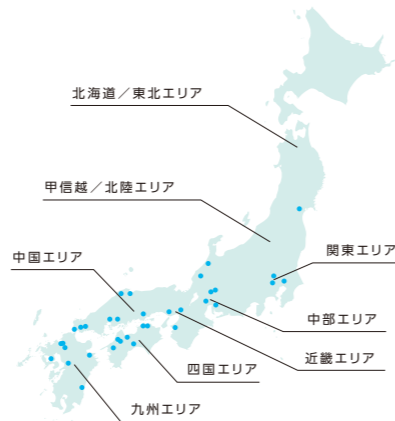 北海道／東北エリア
甲信越／北陸エリア
関東エリア
中国エリア
中部エリア
近畿エリア
四国エリア
九州エリア